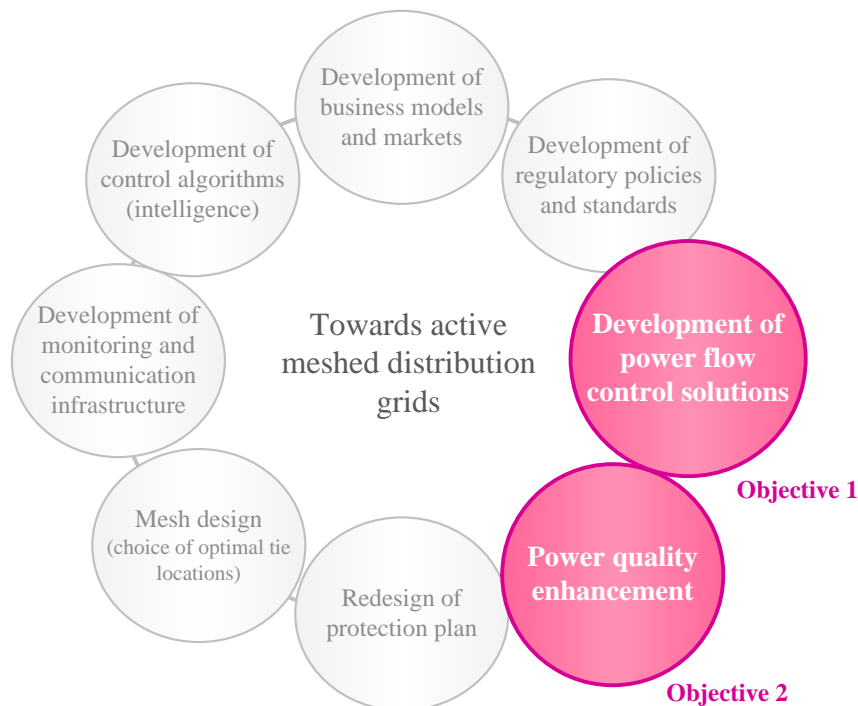 Development of
business models
and markets
Development of
regulatory policies
and standards
Development of
power flow
control solutions
Objective 1
Power quality
enhancement
Objective 2
Redesign of
protection plan
Mesh design
(choice of optimal tie
locations)
Development of
monitoring and
communication
infrastructure
Development of
control algorithms
(intelligence)
Towards active
meshed distribution
grids